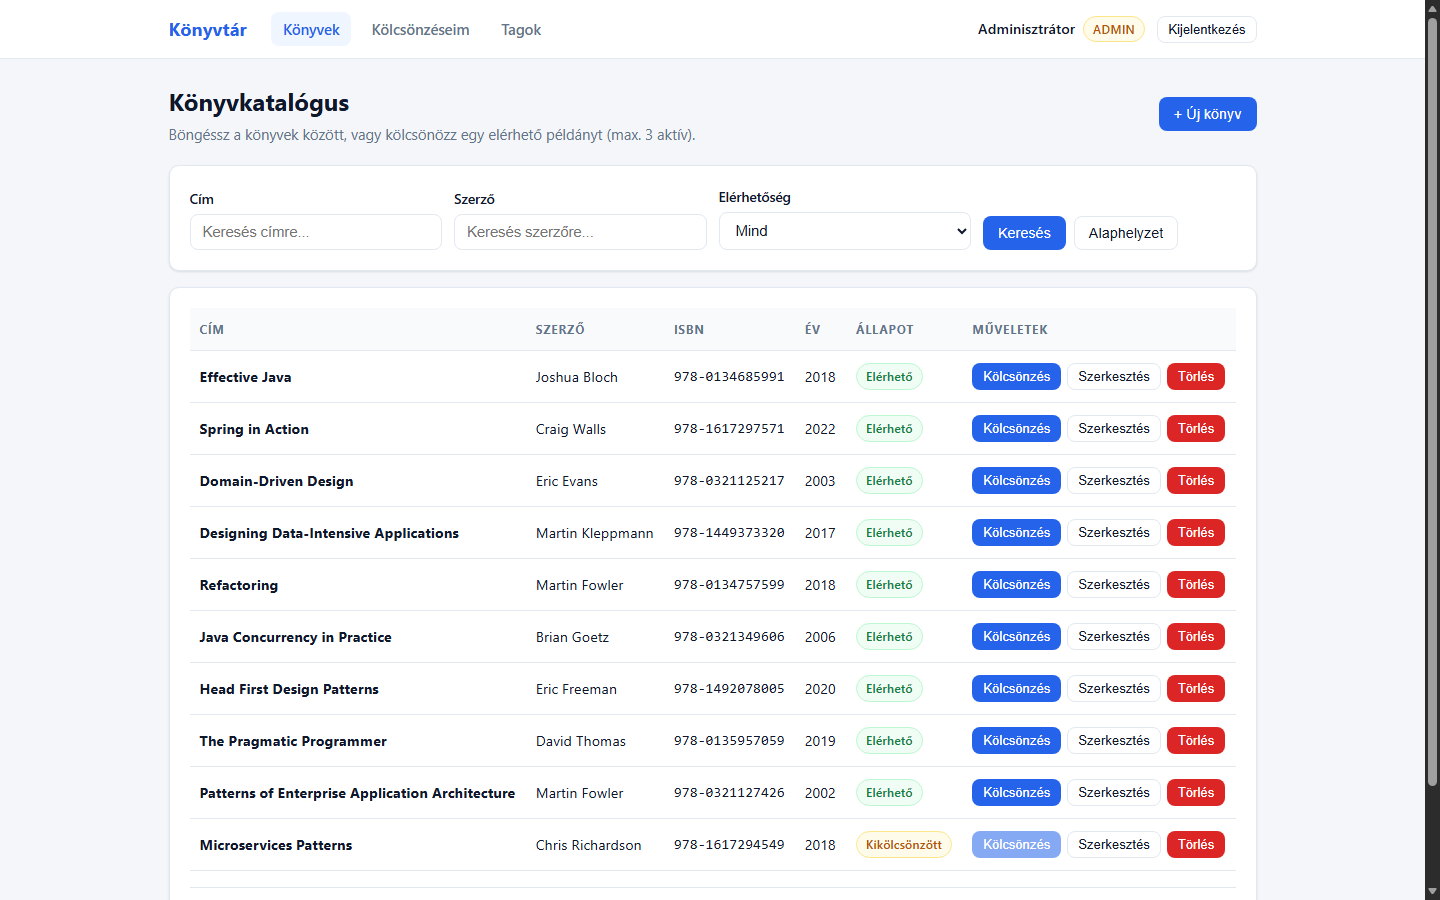 Könyvtár Könyvek Kölcsönzéseim Tagok Adminisztrátor ADMIN Kijelentkezés
Könyvkatalógus
+ Új könyv
Böngéssz a könyvek között, vagy kölcsönözz egy elérhető példányt (max. 3 aktív).
Cím Szerző Elérhetőség
Keresés címre... Keresés szerzőre... Mind Keresés Alaphelyzet
CÍM SZERZŐ ISBN ÉV ÁLLAPOT MŰVELETEK
Effective Java Joshua Bloch 978-0134685991 2018 Elérhető Kölcsönzés Szerkesztés Törlés
Spring in Action Craig Walls 978-1617297571 2022 Elérhető Kölcsönzés Szerkesztés Törlés
Domain-Driven Design Eric Evans 978-0321125217 2003 Elérhető Kölcsönzés Szerkesztés Törlés
Designing Data-Intensive Applications Martin Kleppmann 978-1449373320 2017 Elérhető Kölcsönzés Szerkesztés Törlés
Refactoring Martin Fowler 978-0134757599 2018 Elérhető Kölcsönzés Szerkesztés Törlés
Java Concurrency in Practice Brian Goetz 978-0321349606 2006 Elérhető Kölcsönzés Szerkesztés Törlés
Head First Design Patterns Eric Freeman 978-1492078005 2020 Elérhető Kölcsönzés Szerkesztés Törlés
The Pragmatic Programmer David Thomas 978-0135957059 2019 Elérhető Kölcsönzés Szerkesztés Törlés
Patterns of Enterprise Application Architecture Martin Fowler 978-0321127426 2002 Elérhető Kölcsönzés Szerkesztés Törlés
Microservices Patterns Chris Richardson 978-1617294549 2018 Kikölcsönzött Kölcsönzés Szerkesztés Törlés